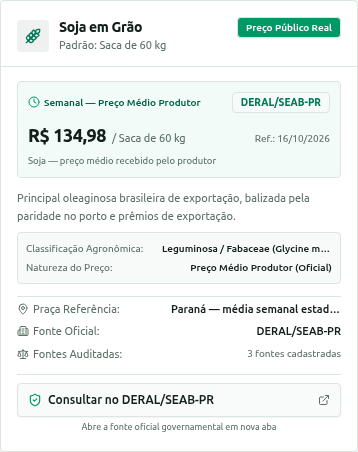 Soja em Grão
Padrão: Saca de 60 kg
Preço Público Real
Semanal — Preço Médio Produtor
DERAL/SEAB-PR
R$ 134,98 / Saca de 60 kg
Ref.: 16/10/2026
Soja — preço médio recebido pelo produtor
Principal oleaginosa brasileira de exportação, balizada pela
paridade no porto e prêmios de exportação.
Classificação Agronômica: Leguminosa / Fabaceae (Glycine m...
Natureza do Preço: Preço Médio Produtor (Oficial)
Praça Referência: Paraná — média semanal estad...
Fonte Oficial: DERAL/SEAB-PR
Fontes Auditadas: 3 fontes cadastradas
Consultar no DERAL/SEAB-PR
Abre a fonte oficial governamental em nova aba